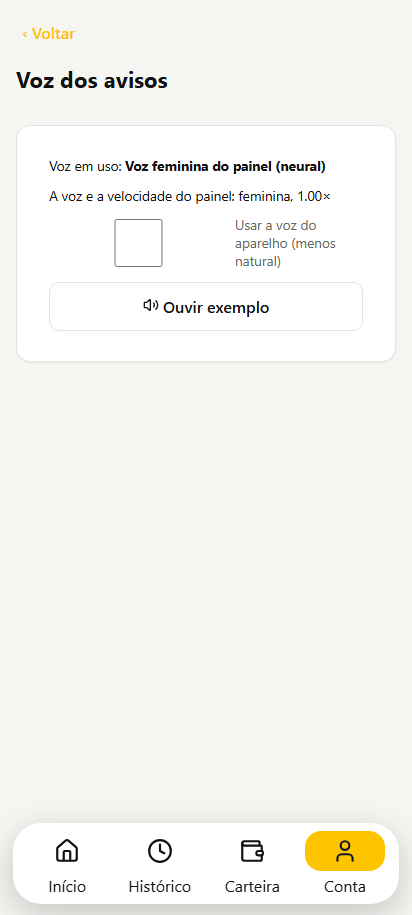 ‹ Voltar
Voz dos avisos
Voz em uso: Voz feminina do painel (neural)
A voz e a velocidade do painel: feminina, 1.00×
Usar a voz do
aparelho (menos
natural)
Ouvir exemplo
Início
Histórico
Carteira
Conta